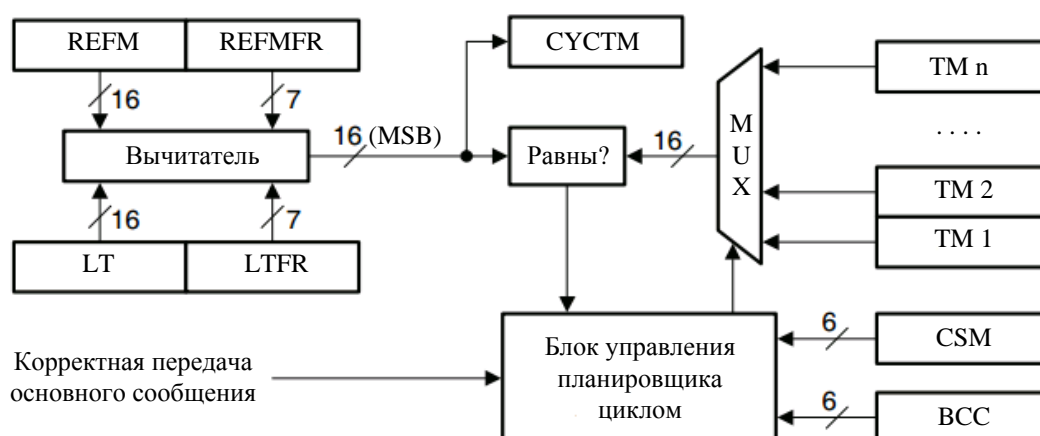 REFM REFMFR
16 7
Вычитатель
16 7
LT LTFR
16 (MSB)
CYCTM
Равны?
16
MUX
TM n
. . . .
TM 2
TM 1
Корректная передача
основного сообщения
Блок управления
планировщика
циклом
6
CSM
6
BCC